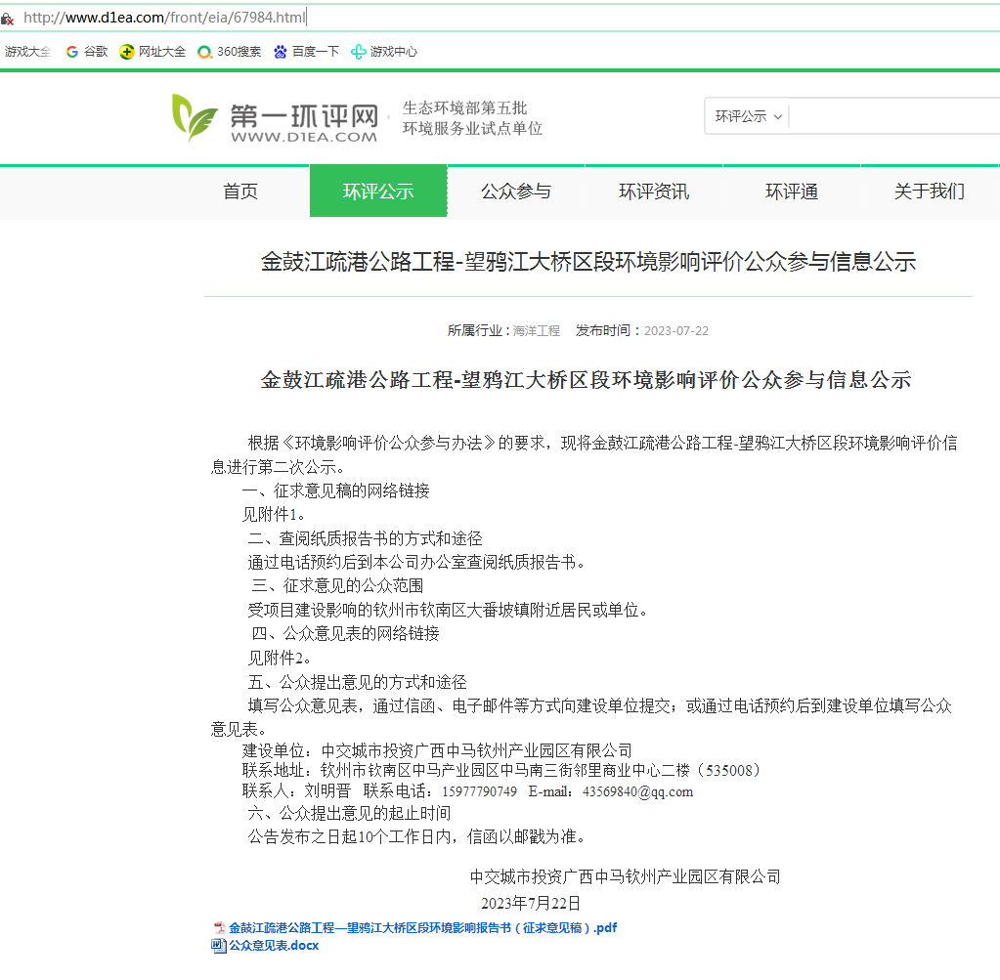 http://www.d1ea.com/front/eia/67984.html
游戏大全 谷歌 网址大全 360搜索 百度一下 游戏中心
第一环评网
WWW.D1EA.COM
生态环境部第五批
环境服务业试点单位
环评公示
首页 环评公示 公众参与 环评资讯 环评通 关于我们
金鼓江疏港公路工程-望鸦江大桥区段环境影响评价公众参与信息公示
所属行业：海洋工程 发布时间：2023-07-22
金鼓江疏港公路工程-望鸦江大桥区段环境影响评价公众参与信息公示
根据《环境影响评价公众参与办法》的要求，现将金鼓江疏港公路工程-望鸦江大桥区段环境影响评价信
息进行第二次公示。
一、征求意见稿的网络链接
见附件1。
二、查阅纸质报告书的方式和途径
通过电话预约后到本公司办公室查阅纸质报告书。
三、征求意见的公众范围
受项目建设影响的钦州市钦南区大番坡镇附近居民或单位。
四、公众意见表的网络链接
见附件2。
五、公众提出意见的方式和途径
填写公众意见表，通过信函、电子邮件等方式向建设单位提交；或通过电话预约后到建设单位填写公众
意见表。
建设单位：中交城市投资广西中马钦州产业园区有限公司
联系地址：钦州市钦南区中马产业园区中马南三街邻里商业中心二楼（535008）
联系人：刘明晋 联系电话：15977790749 E-mail：43569840@qq.com
六、公众提出意见的起止时间
公告发布之日起10个工作日内，信函以邮戳为准。
中交城市投资广西中马钦州产业园区有限公司
2023年7月22日
金鼓江疏港公路工程—望鸦江大桥区段环境影响报告书（征求意见稿）.pdf
公众意见表.docx